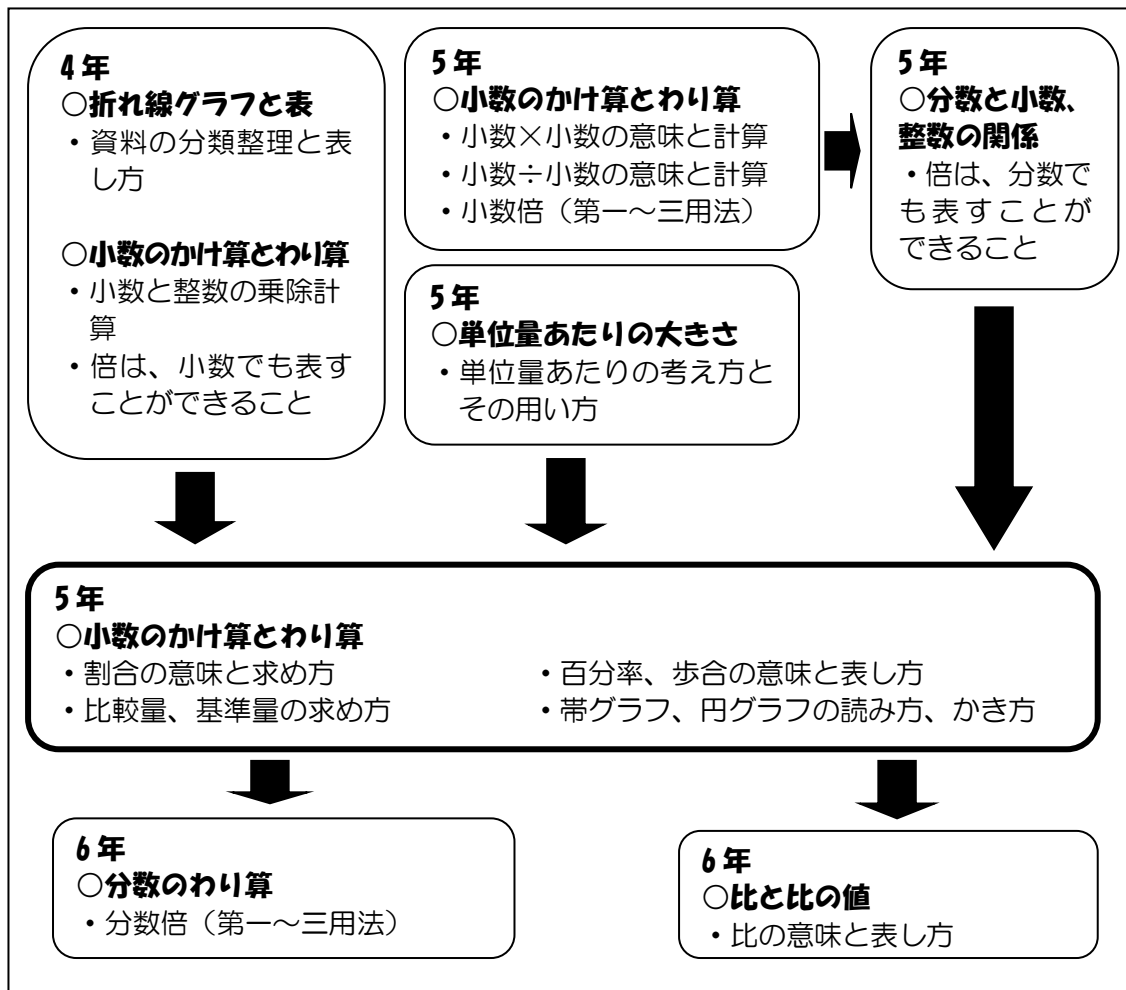 4年
○折れ線グラフと表
・資料の分類整理と表
し方
○小数のかけ算とわり算
・小数と整数の乗除計
算
・倍は、小数でも表す
ことができること
5年
○小数のかけ算とわり算
・小数×小数の意味と計算
・小数÷小数の意味と計算
・小数倍（第一～三用法）
5年
○分数と小数、
整数の関係
・倍は、分数で
も表すことが
できること
5年
○単位量あたりの大きさ
・単位量あたりの考え方と
その用い方
5年
○小数のかけ算とわり算
・割合の意味と求め方
・比較量、基準量の求め方
・百分率、歩合の意味と表し方
・帯グラフ、円グラフの読み方、かき方
6年
○分数のわり算
・分数倍（第一～三用法）
6年
○比と比の値
・比の意味と表し方